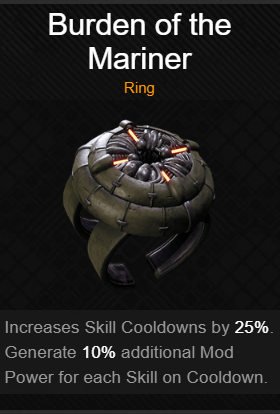 Burden of the
Mariner
Ring
Increases Skill Cooldowns by 25%.
Generate 10% additional Mod
Power for each Skill on Cooldown.